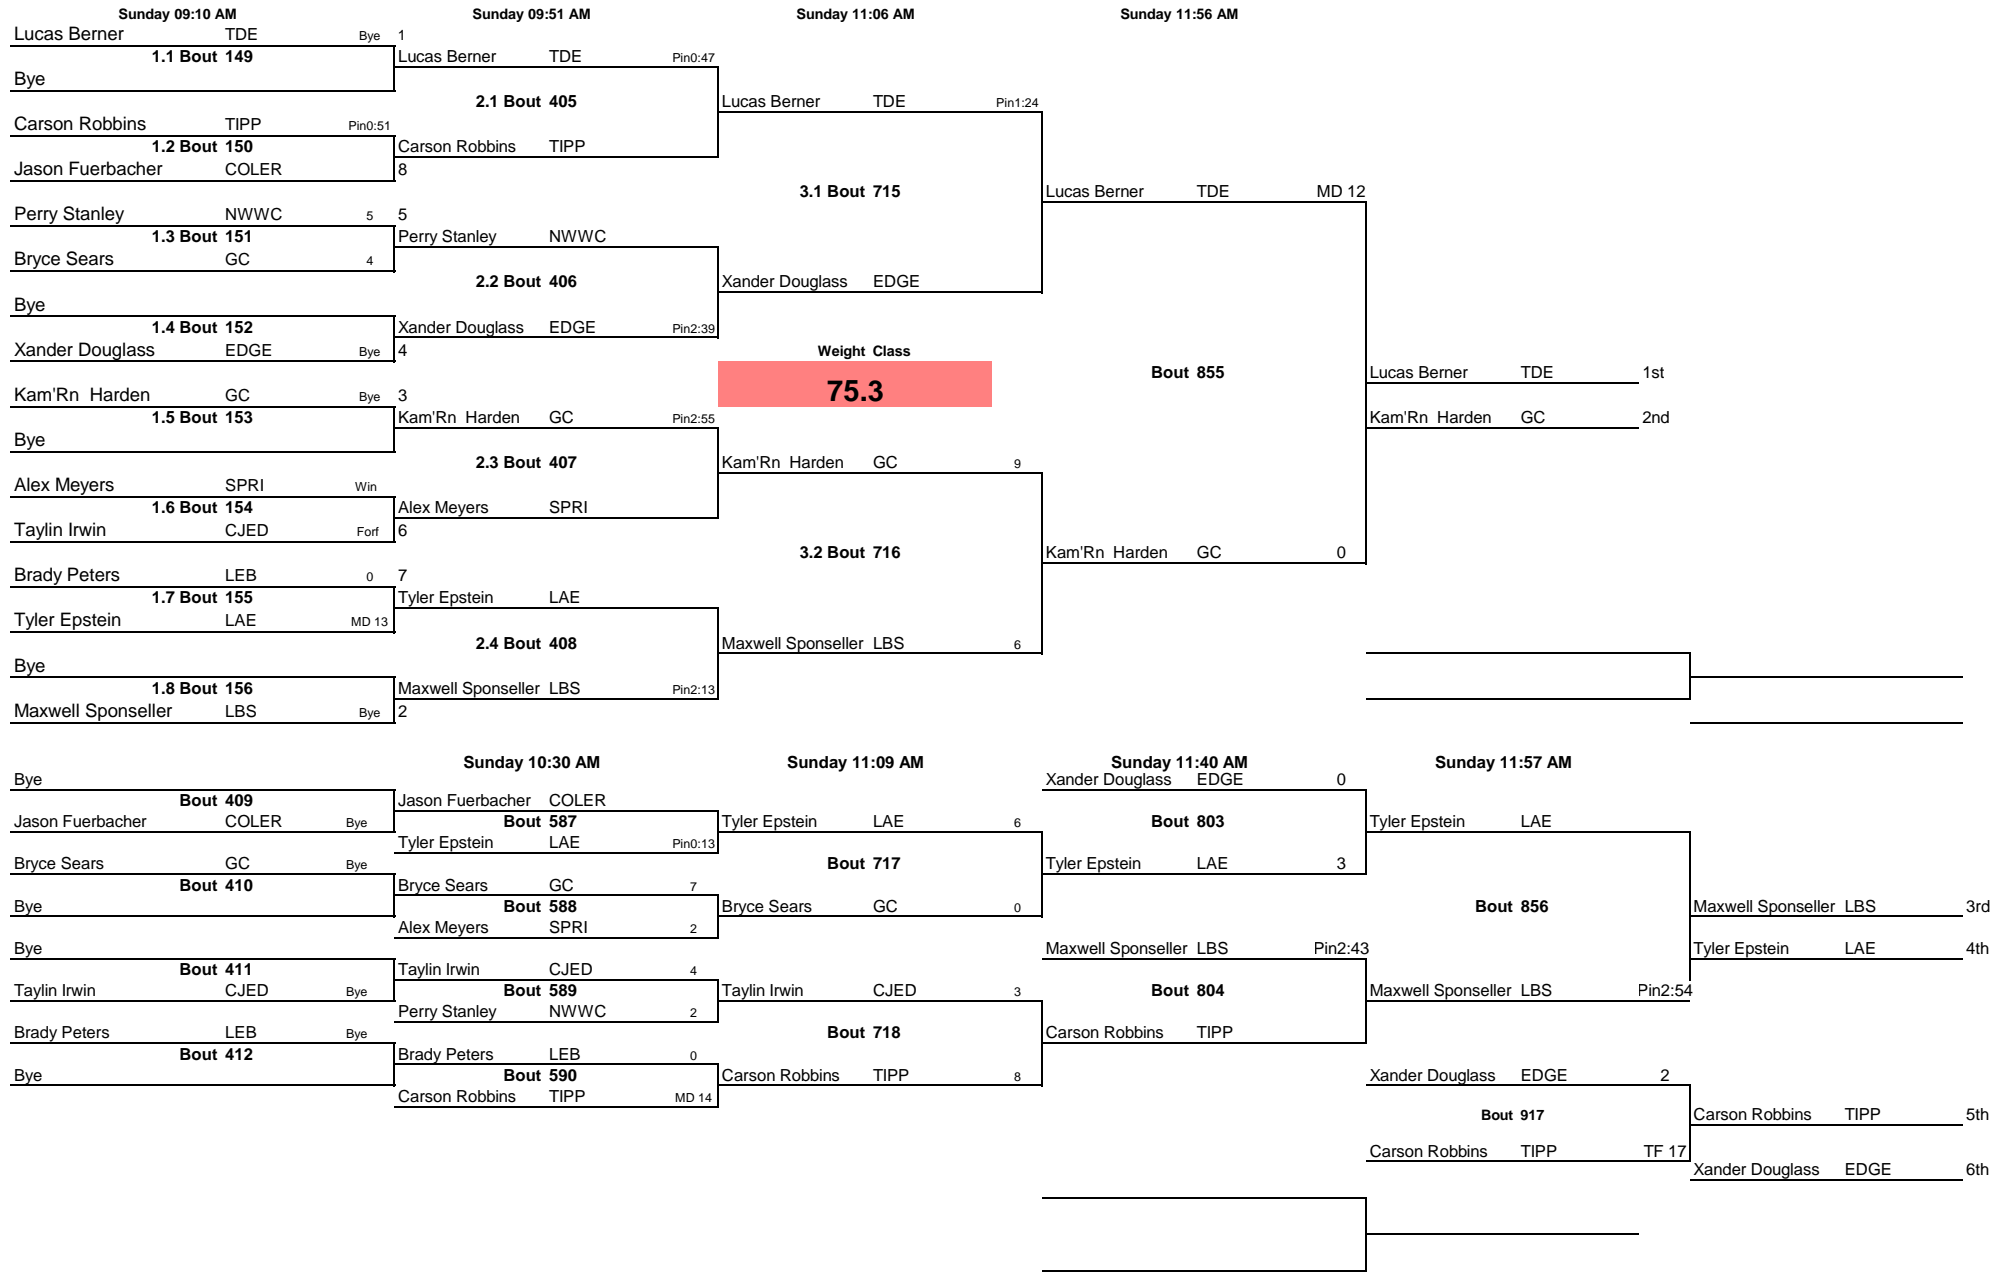 Sunday 09:10 AM Sunday 09:51 AM Sunday 11:06 AM Sunday 11:56 AM
Lucas Berner TDE Bye 1
1.1 Bout 149 Lucas Berner TDE Pin0:47
Bye
2.1 Bout 405 Lucas Berner TDE Pin1:24
Carson Robbins TIPP Pin0:51
1.2 Bout 150 Carson Robbins TIPP
Jason Fuerbacher COLER 8
3.1 Bout 715 Lucas Berner TDE MD 12
Perry Stanley NWWC 5 5
1.3 Bout 151 Perry Stanley NWWC
Bryce Sears GC 4
2.2 Bout 406 Xander Douglass EDGE
Bye
1.4 Bout 152 Xander Douglass EDGE Pin2:39
Xander Douglass EDGE Bye 4 Weight Class
Bout 855 Lucas Berner TDE 1st
Kam'Rn Harden GC Bye 3 75.3
1.5 Bout 153 Kam'Rn Harden GC Pin2:55 Kam'Rn Harden GC 2nd
Bye
2.3 Bout 407 Kam'Rn Harden GC 9
Alex Meyers SPRI Win
1.6 Bout 154 Alex Meyers SPRI
Taylin Irwin CJED Forf 6
3.2 Bout 716 Kam'Rn Harden GC 0
Brady Peters LEB 0 7
1.7 Bout 155 Tyler Epstein LAE
Tyler Epstein LAE MD 13
2.4 Bout 408 Maxwell Sponseller LBS 6
Bye
1.8 Bout 156 Maxwell Sponseller LBS Pin2:13
Maxwell Sponseller LBS Bye 2
Sunday 10:30 AM Sunday 11:09 AM Sunday 11:40 AM Sunday 11:57 AM
Bye Xander Douglass EDGE 0
Bout 409 Jason Fuerbacher COLER
Jason Fuerbacher COLER Bye Bout 587 Tyler Epstein LAE 6 Bout 803 Tyler Epstein LAE
Tyler Epstein LAE Pin0:13
Bryce Sears GC Bye Bout 717 Tyler Epstein LAE 3
Bout 410 Bryce Sears GC 7
Bye Bout 588 Bryce Sears GC 0 Bout 856 Maxwell Sponseller LBS 3rd
Alex Meyers SPRI 2
Bye Maxwell Sponseller LBS Pin2:43 Tyler Epstein LAE 4th
Bout 411 Taylin Irwin CJED 4
Taylin Irwin CJED Bye Bout 589 Taylin Irwin CJED 3 Bout 804 Maxwell Sponseller LBS Pin2:54
Perry Stanley NWWC 2
Brady Peters LEB Bye Bout 718 Carson Robbins TIPP
Bout 412 Brady Peters LEB 0
Bye Bout 590 Carson Robbins TIPP 8 Xander Douglass EDGE 2
Carson Robbins TIPP MD 14
Bout 917 Carson Robbins TIPP 5th
Carson Robbins TIPP TF 17
Xander Douglass EDGE 6th